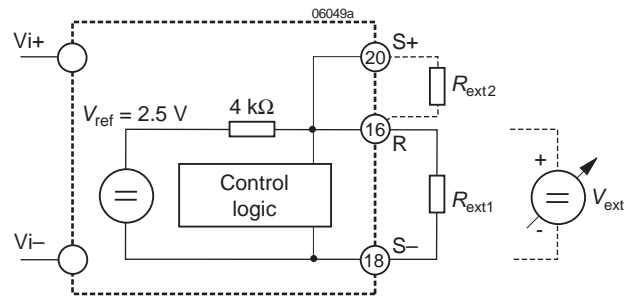 06049a
Vi+
20
S+
Vref = 2.5 V
4 kΩ
Rext2
16
R
Control
logic
Rext1
+
Vext
-
Vi–
S–
18